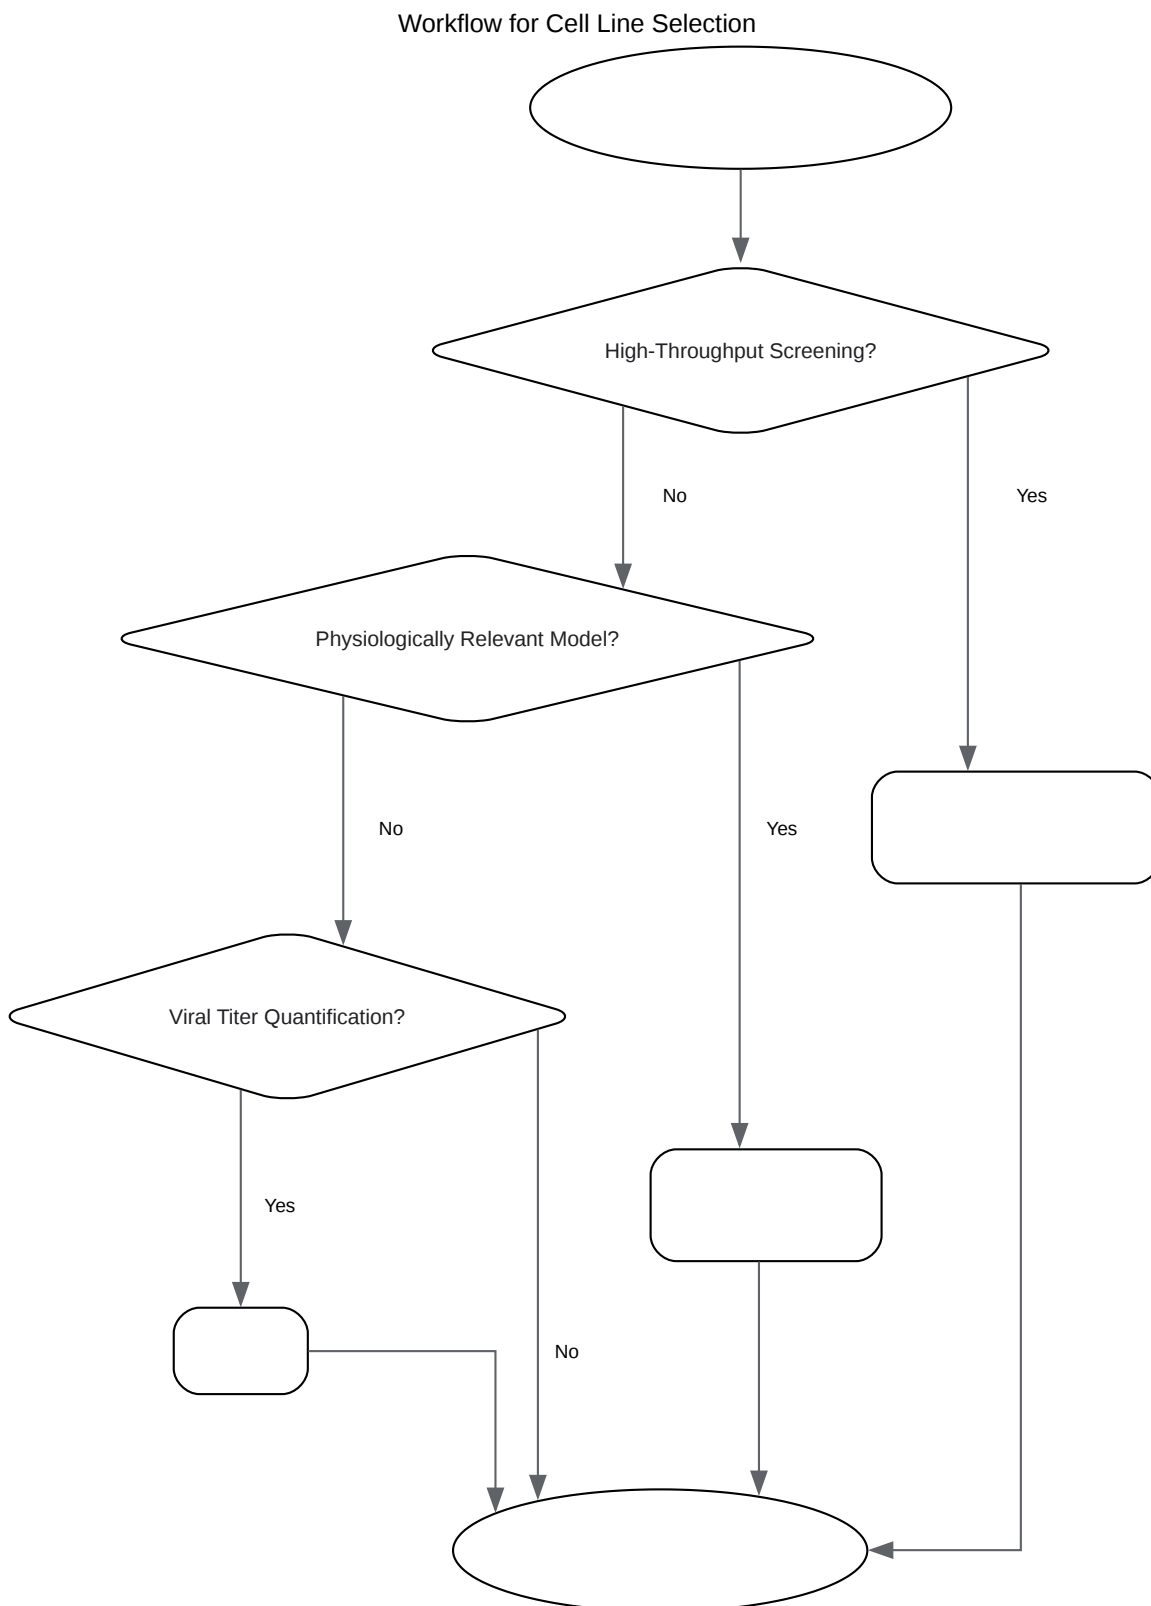 Workflow for Cell Line Selection
High-Throughput Screening?
No
Yes
Physiologically Relevant Model?
No
Yes
Viral Titer Quantification?
Yes
No